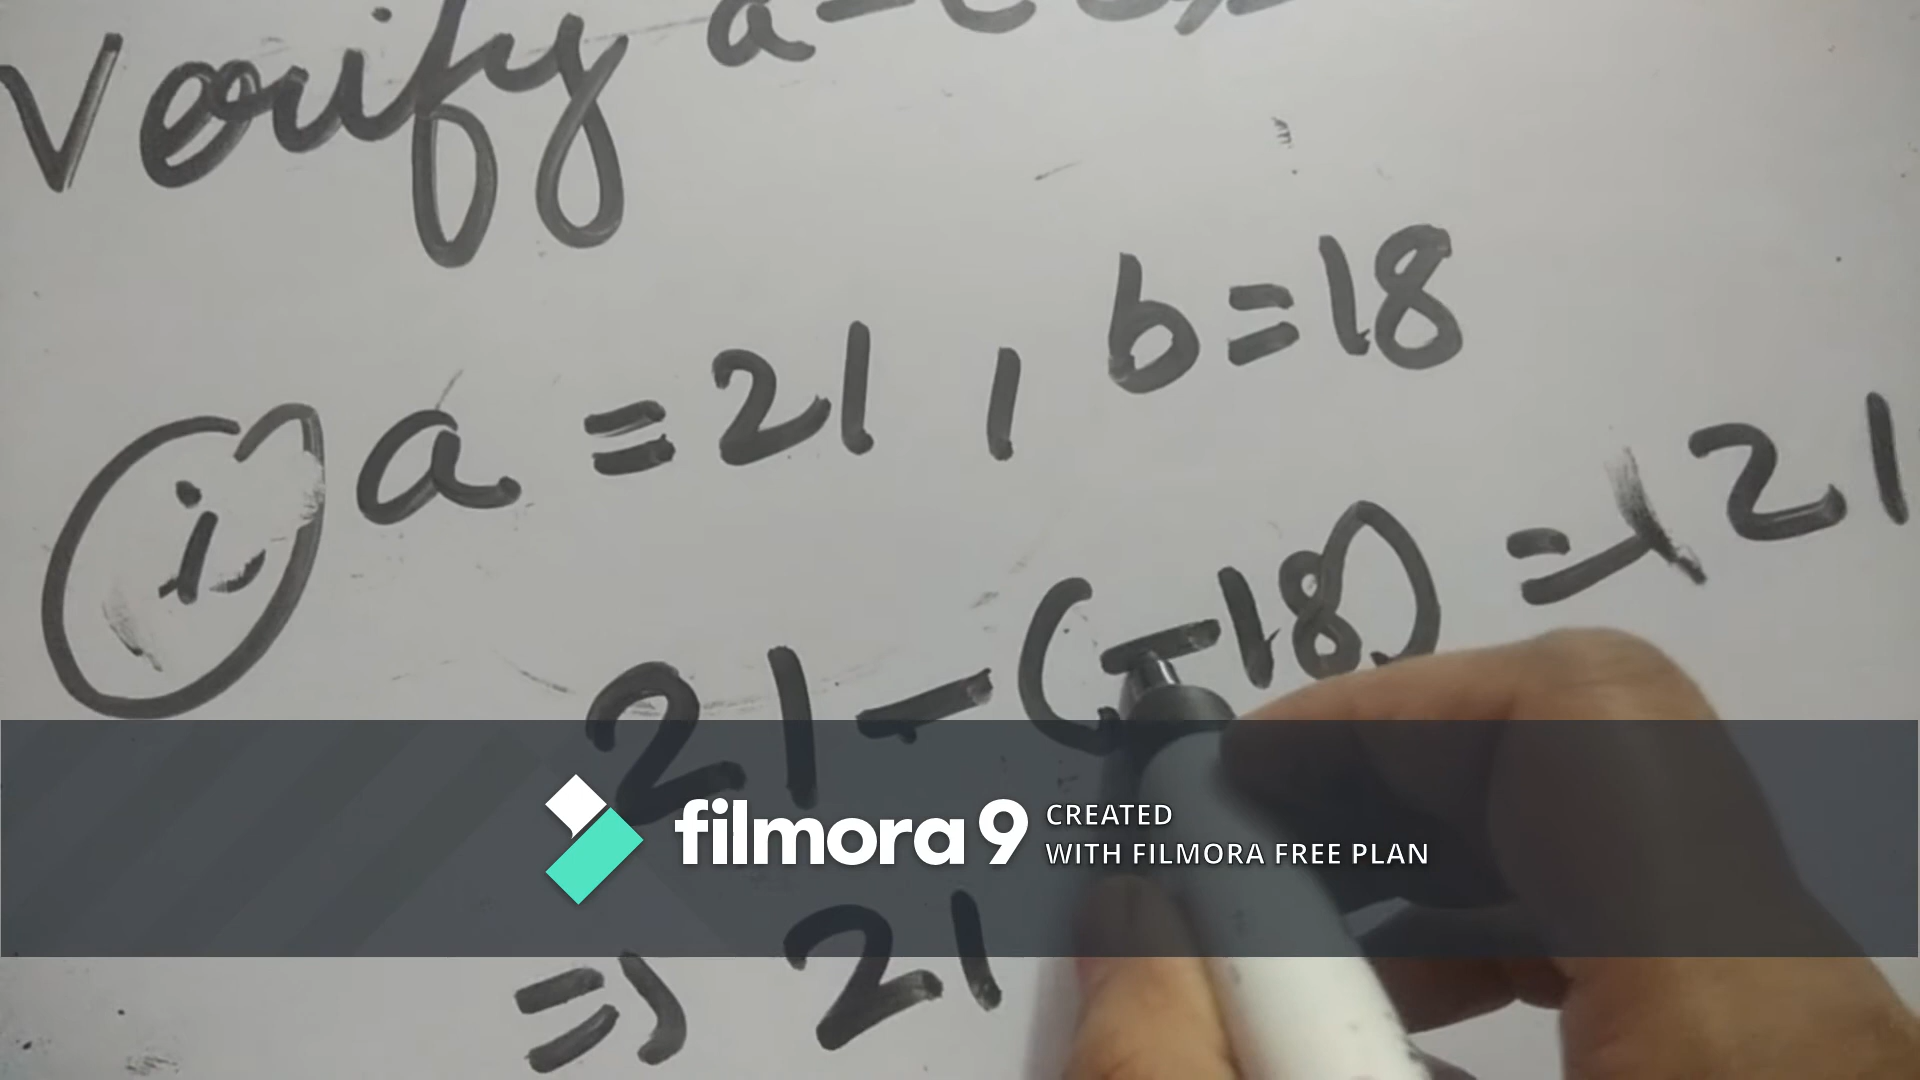 Verify a-(
i a = 21 , b = 18
21 - (-18) = 21
filmora 9 CREATED
WITH FILMORA FREE PLAN
=> 21